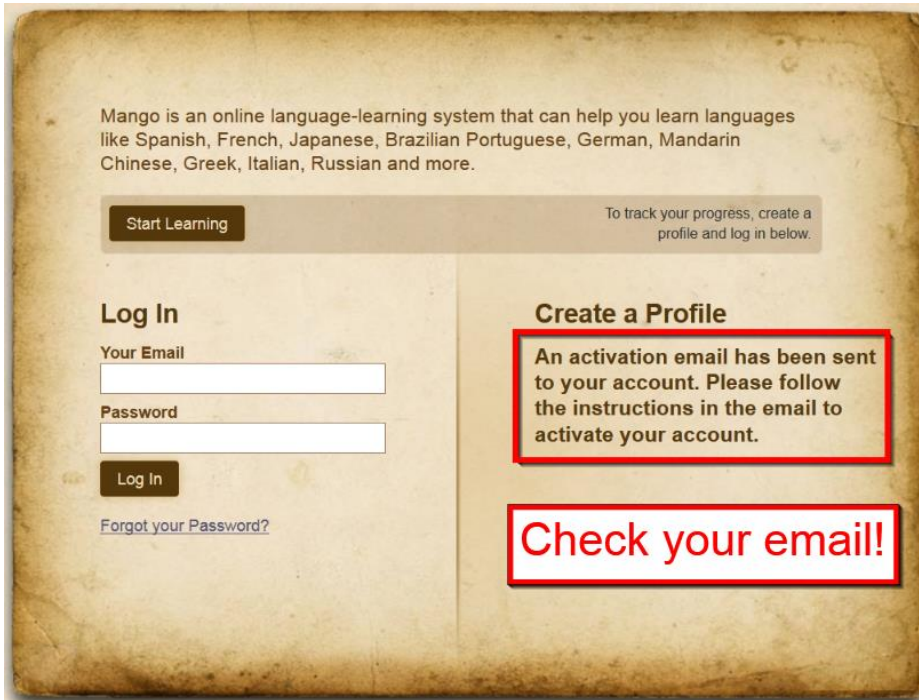 Mango is an online language-learning system that can help you learn languages
like Spanish, French, Japanese, Brazilian Portuguese, German, Mandarin
Chinese, Greek, Italian, Russian and more.
Start Learning
To track your progress, create a
profile and log in below.
Log In
Your Email
Password
Log In
Forgot your Password?
Create a Profile
An activation email has been sent
to your account. Please follow
the instructions in the email to
activate your account.
Check your email!